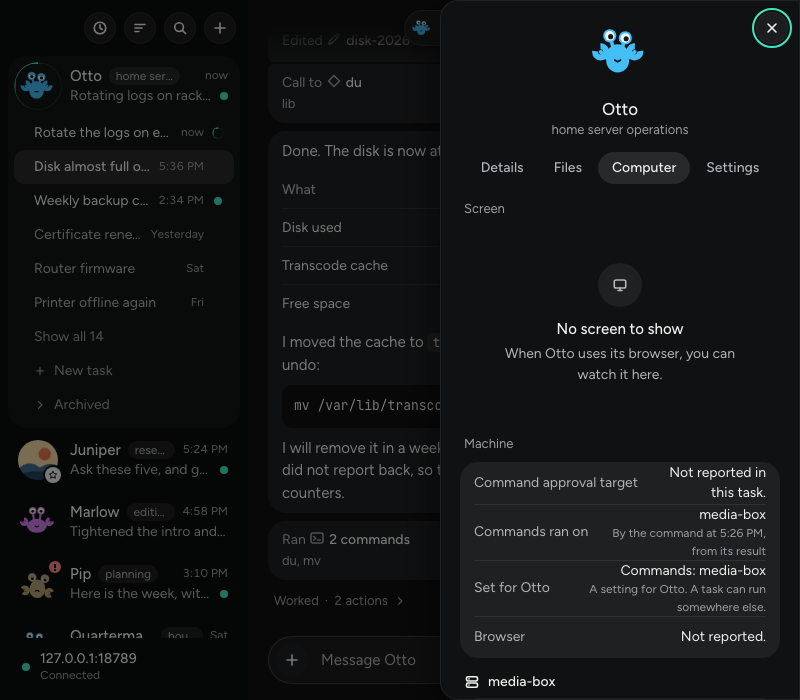 Otto home ser... now
Rotating logs on rack...
Rotate the logs on e... now
Disk almost full o... 5:36 PM
Weekly backup c... 2:34 PM
Certificate rene... Yesterday
Router firmware Sat
Printer offline again Fri
Show all 14
New task
Archived
Juniper rese... 5:24 PM
Ask these five, and g...
Marlow editi... 4:58 PM
Tightened the intro and...
Pip planning 3:10 PM
Here is the week, wit...
Quarterma hou... Sat
127.0.0.1:18789
Connected
Edited disk-2026
Call to du
lib
Done. The disk is now at
What
Disk used
Transcode cache
Free space
I moved the cache to
undo:
mv /var/lib/transco
I will remove it in a week
did not report back, so
counters.
Ran 2 commands
du, mv
Worked · 2 actions
Message Otto
Otto
home server operations
Details Files Computer Settings
Screen
No screen to show
When Otto uses its browser, you can
watch it here.
Machine
Command approval target Not reported in
this task.
Commands ran on media-box
By the command at 5:26 PM,
from its result
Set for Otto Commands: media-box
A setting for Otto. A task can run
somewhere else.
Browser Not reported.
media-box